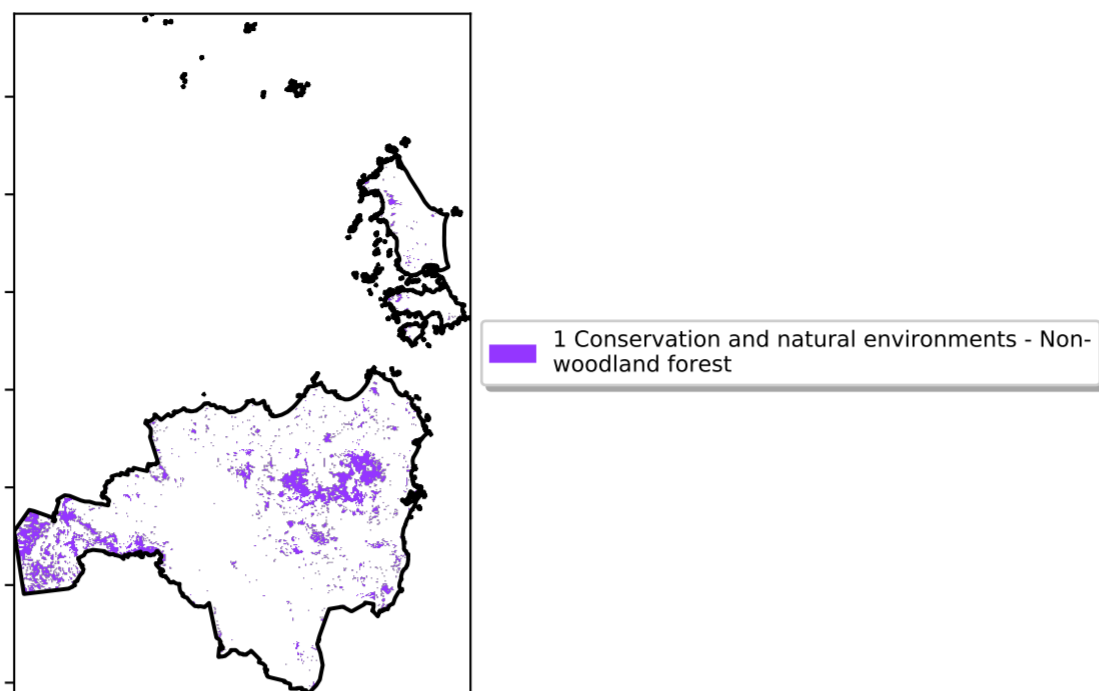 1 Conservation and natural environments - Non-
woodland forest